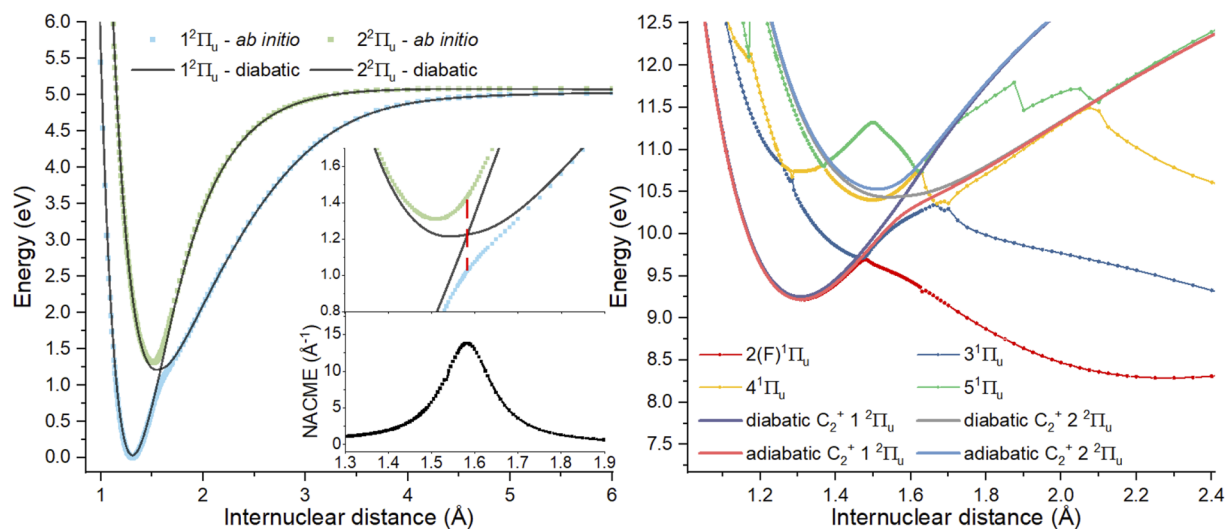 6.0
5.5
5.0
4.5
4.0
3.5
3.0
2.5
2.0
1.5
1.0
0.5
0.0
Energy (eV)
1²Πᵤ - ab initio
2²Πᵤ - ab initio
1²Πᵤ - diabatic
2²Πᵤ - diabatic
1.6
1.4
1.2
1.0
0.8
NACME (Å⁻¹)
15
10
5
0
1.3 1.4 1.5 1.6 1.7 1.8 1.9
1 2 3 4 5 6
Internuclear distance (Å)
12.5
12.0
11.5
11.0
10.5
10.0
9.5
9.0
8.5
8.0
7.5
Energy (eV)
2(F)¹Πᵤ
3¹Πᵤ
4¹Πᵤ
5¹Πᵤ
diabatic C₂⁺ 1 ²Πᵤ
diabatic C₂⁺ 2 ²Πᵤ
adiabatic C₂⁺ 1 ²Πᵤ
adiabatic C₂⁺ 2 ²Πᵤ
1.2 1.4 1.6 1.8 2.0 2.2 2.4
Internuclear distance (Å)